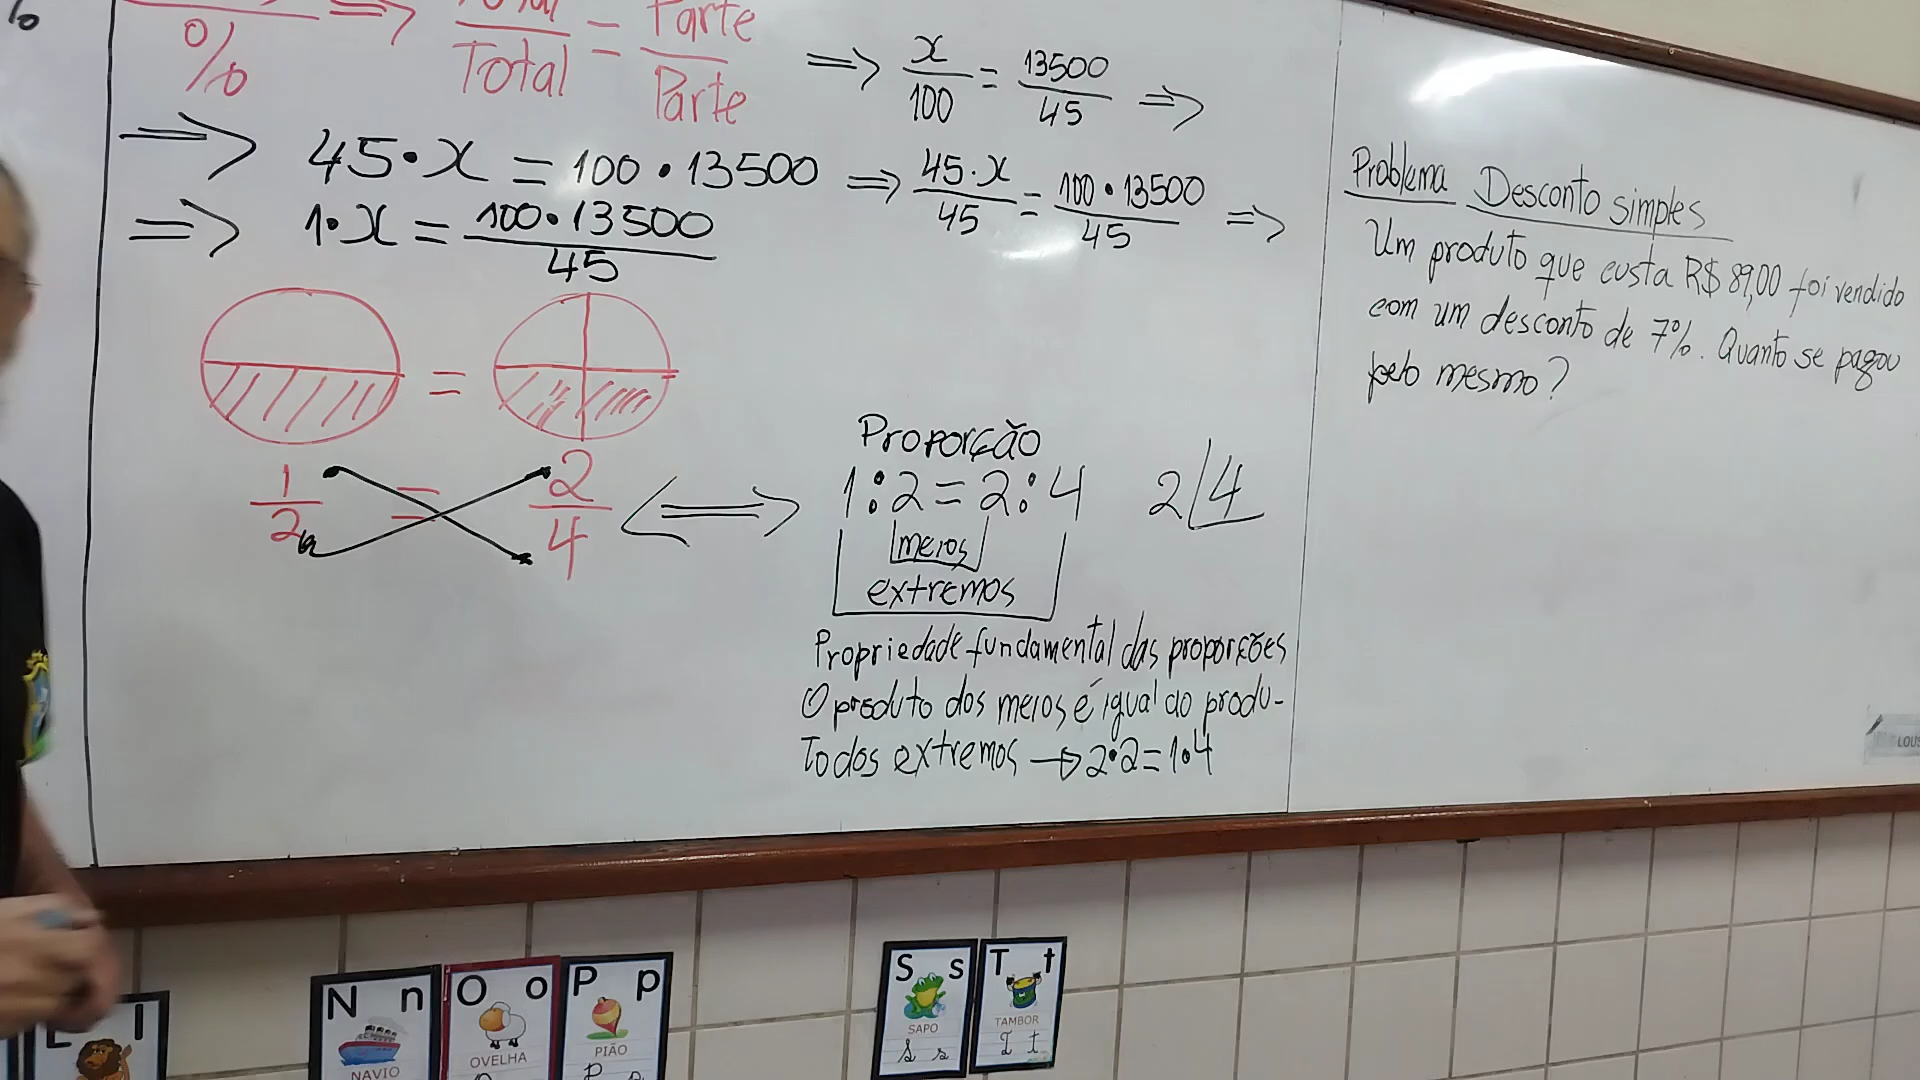 %
Total
Total = Parte
Parte
⇒ x/100 = 13500/45 ⇒
⇒ 45·x = 100·13500 ⇒ 45·x/45 = 100·13500/45 ⇒
⇒ 1·x = 100·13500/45
=
1/2 = 2/4 ⇔
Proporção
1:2 = 2:4
meios
extremos
2 4
Propriedade fundamental das proporções
O produto dos meios é igual ao produ-
to dos extremos → 2·2=1·4
Problema Desconto simples
Um produto que custa R$ 89,00 foi vendido
com um desconto de 7%. Quanto se pagou
pelo mesmo?
LOUS
L l
N n
NAVIO
O o
OVELHA
P p
PIÃO
S s
SAPO
S s
T t
TAMBOR
T t